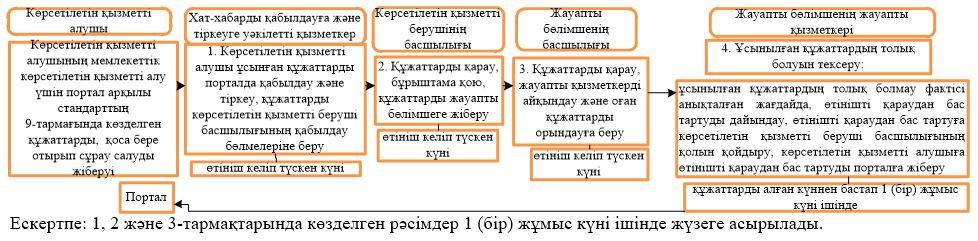 Көрсетілетін қызметті
алушы
Көрсетілетін қызметті
алушының мемлекеттік
көрсетілетін қызметті алу
үшін портал арқылы
стандарттың
9-тармағында көзделген
құжаттарды, қоса бере
отырып сұрау салуды
жіберуі
Хат-хабарды қабылдауға және
тіркеуге уәкілетті қызметкер
1. Көрсетілетін қызметті
алушы ұсынған құжаттарды
порталда қабылдау және
тіркеу, құжаттарды
көрсетілетін қызметті беруші
басшылығының қабылдау
бөлмелеріне беру
өтініш келіп түскен күні
Көрсетілетін қызметті
берушінің
басшылығы
2. Құжаттарды қарау,
бұрыштама қою,
құжаттарды жауапты
бөлімшеге жіберу
өтініш келіп түскен
күні
Жауапты
бөлімшенің
басшылығы
3. Құжаттарды қарау,
жауапты қызметкерді
айқындау және оған
құжаттарды
орындауға беру
өтініш келіп түскен
күні
Жауапты бөлімшенің жауапты
қызметкері
4. Ұсынылған құжаттардың толық
болуын тексеру:
ұсынылған құжаттардың толық болмау фактісі
анықталған жағдайда, өтінішті қараудан бас
тартуды дайындау, өтінішті қараудан бас тартуға
көрсетілетін қызметті беруші басшылығының
қолын қойдыру, көрсетілетін қызметті алушыға
өтінішті қараудан бас тартуды порталға жіберу
құжаттарды алған күннен бастап 1 (бір) жұмыс
күні ішінде
Портал
Ескертпе: 1, 2 және 3-тармақтарында көзделген рәсімдер 1 (бір) жұмыс күні ішінде жүзеге асырылады.